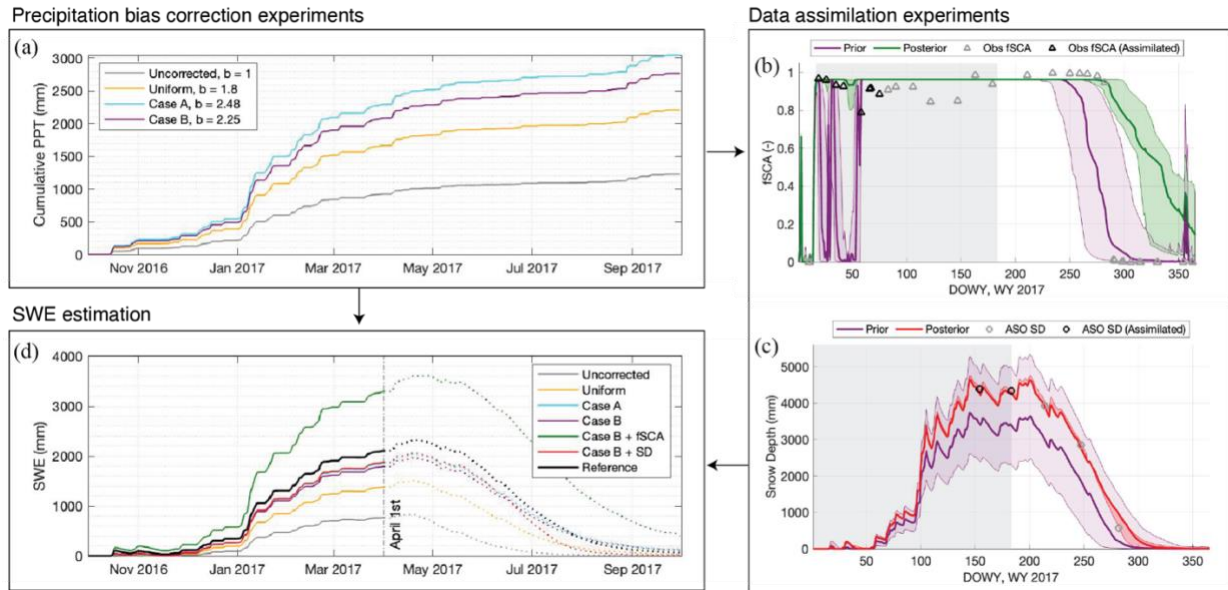 Precipitation bias correction experiments
(a)
3000
2500
2000
1500
1000
500
0
Cumulative PPT (mm)
Uncorrected, b = 1
Uniform, b = 1.8
Case A, b = 2.48
Case B, b = 2.25
Nov 2016
Jan 2017
Mar 2017
May 2017
Jul 2017
Sep 2017
Data assimilation experiments
Prior Posterior Obs fSCA Obs fSCA (Assimilated)
(b)
1
0.8
0.6
0.4
0.2
0
fSCA (-)
50 100 150 200 250 300 350
DOWY, WY 2017
SWE estimation
(d)
4000
3000
2000
1000
0
SWE (mm)
Uncorrected
Uniform
Case A
Case B
Case B + fSCA
Case B + SD
Reference
April 1st
Nov 2016
Jan 2017
Mar 2017
May 2017
Jul 2017
Sep 2017
Prior Posterior ASO SD ASO SD (Assimilated)
(c)
5000
4000
3000
2000
1000
0
Snow Depth (mm)
50 100 150 200 250 300 350
DOWY, WY 2017